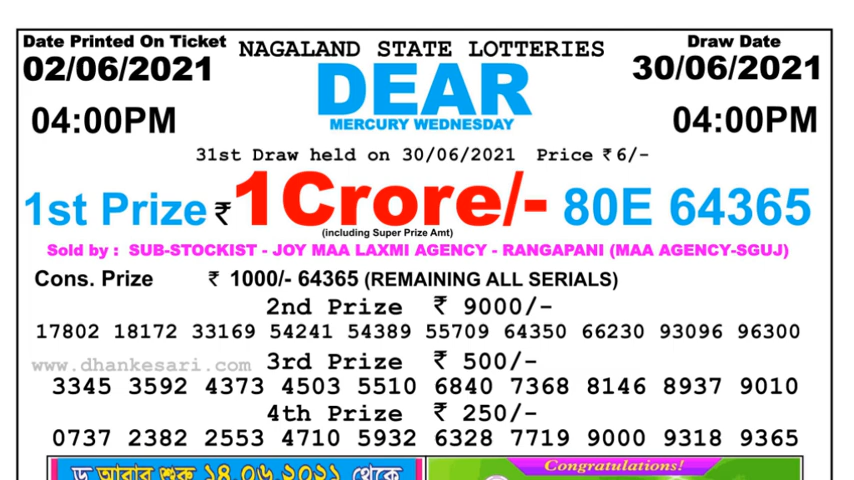 Date Printed On Ticket NAGALAND STATE LOTTERIES Draw Date
02/06/2021 DEAR 30/06/2021
MERCURY WEDNESDAY
04:00PM 04:00PM
31st Draw held on 30/06/2021 Price ₹6/-
1st Prize ₹1Crore/- 80E 64365
(including Super Prize Amt)
Sold by : SUB-STOCKIST - JOY MAA LAXMI AGENCY - RANGAPANI (MAA AGENCY-SGUJ)
Cons. Prize ₹ 1000/- 64365 (REMAINING ALL SERIALS)
2nd Prize ₹ 9000/-
17802 18172 33169 54241 54389 55709 64350 66230 93096 96300
www.dhankesari.com 3rd Prize ₹ 500/-
3345 3592 4373 4503 5510 6840 7368 8146 8937 9010
4th Prize ₹ 250/-
0737 2382 2553 4710 5932 6328 7719 9000 9318 9365
আবার শুরু ১৪.০৬.২০২১ থেকে
Congratulations!